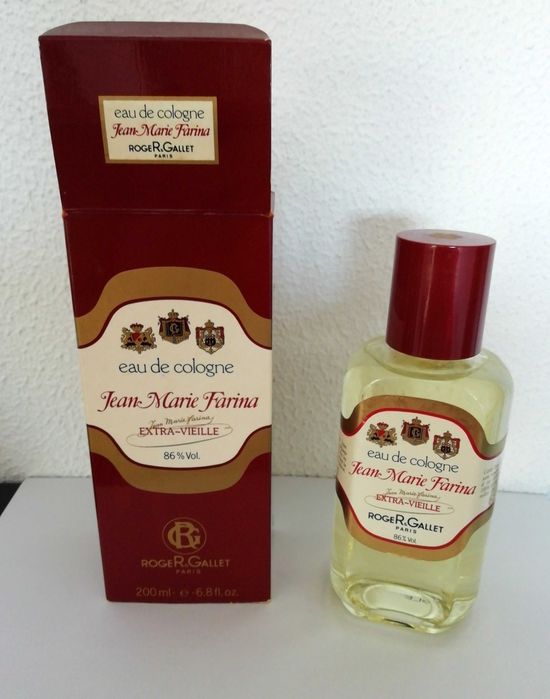 eau de cologne
Jean-Marie Farina
ROGER & GALLET
PARIS
eau de cologne
Jean-Marie Farina
Jean Marie Farina
EXTRA-VIEILLE
86% Vol.
RG
ROGER & GALLET
PARIS
200 ml - e - 6.8 fl. oz.
eau de cologne
Jean-Marie Farina
Jean Marie Farina
EXTRA-VIEILLE
ROGER & GALLET
PARIS
86% Vol.